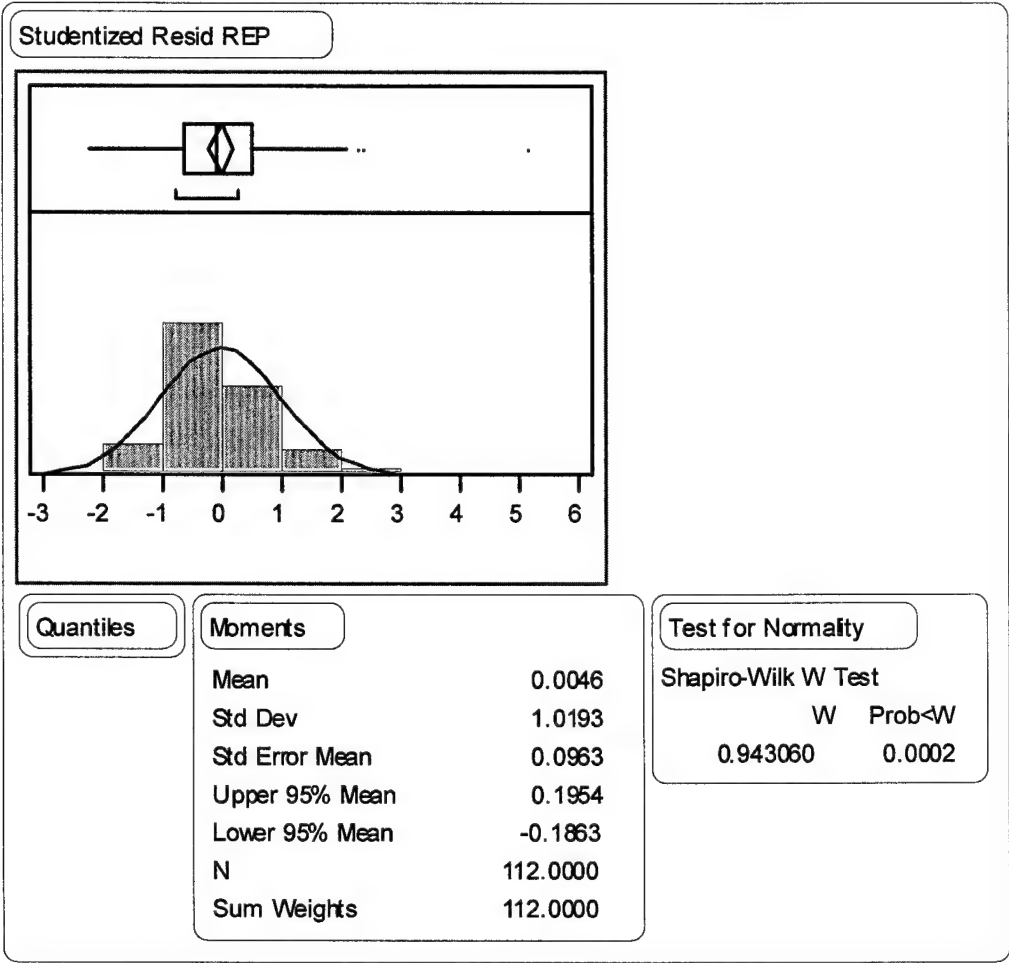 Studentized Resid REP
-3 -2 -1 0 1 2 3 4 5 6
Quantiles
Moments
Mean 0.0046
Std Dev 1.0193
Std Error Mean 0.0963
Upper 95% Mean 0.1954
Lower 95% Mean -0.1863
N 112.0000
Sum Weights 112.0000
Test for Normality
Shapiro-Wilk W Test
W Prob<W
0.943060 0.0002